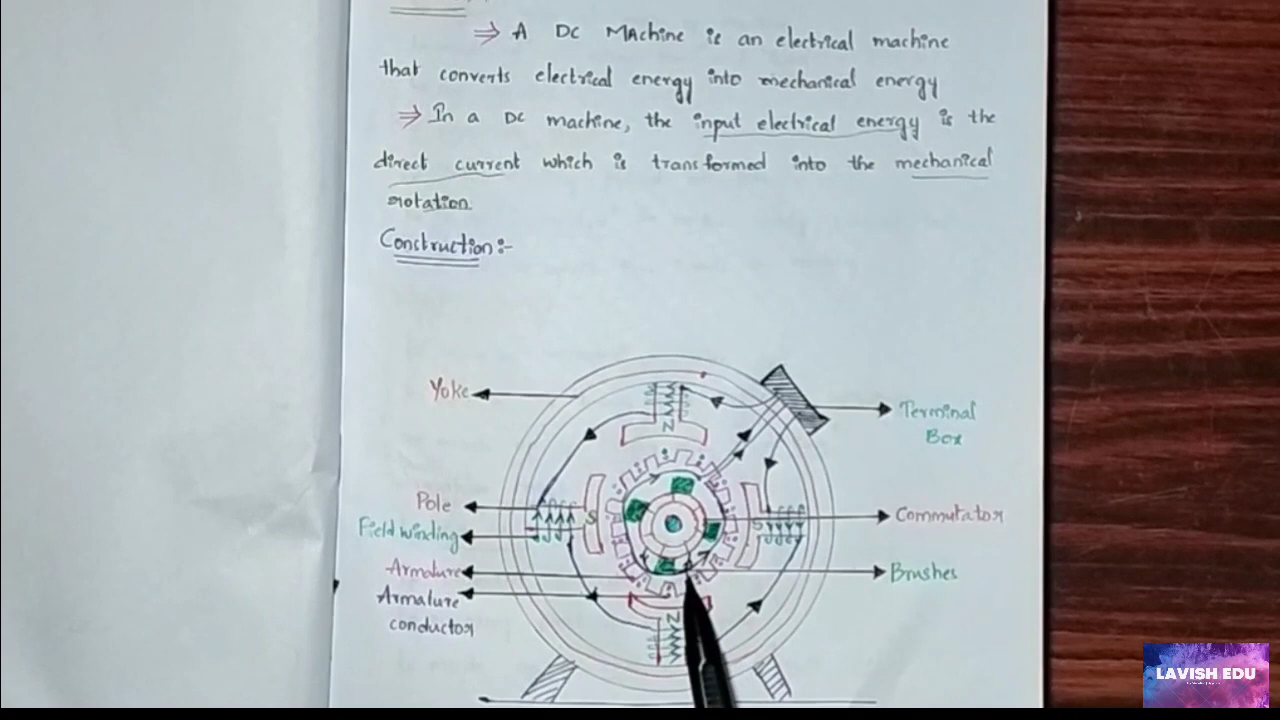 ⇒ A DC MAchine is an electrical machine
that converts electrical energy into mechanical energy
⇒ In a DC machine, the input electrical energy is the
direct current which is transformed into the mechanical
rotation.
Construction:-
Yoke
Terminal
Box
N
Pole
S
S
Commutator
Field winding
Armature
Brushes
Armature
conductor
N
LAVISH EDU